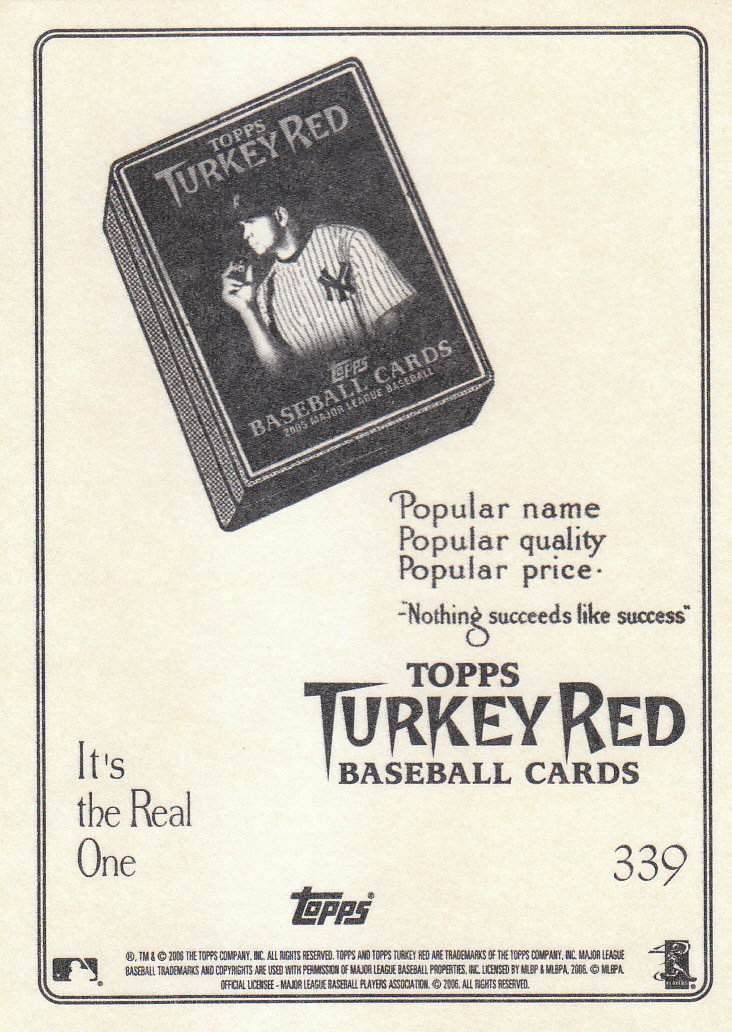 TOPPS
TURKEY RED
NY
Topps
BASEBALL CARDS
2005 MAJOR LEAGUE BASEBALL
Popular name
Popular quality
Popular price.
-"Nothing succeeds like success"
TOPPS
TURKEY RED
BASEBALL CARDS
It's
the Real
One
339
Topps®
®, TM & © 2006 THE TOPPS COMPANY, INC. ALL RIGHTS RESERVED. TOPPS AND TOPPS TURKEY RED ARE TRADEMARKS OF THE TOPPS COMPANY, INC. MAJOR LEAGUE
BASEBALL TRADEMARKS AND COPYRIGHTS ARE USED WITH PERMISSION OF MAJOR LEAGUE BASEBALL PROPERTIES, INC. LICENSED BY MLBP & MLBPA, 2006. © MLBPA.
OFFICIAL LICENSEE - MAJOR LEAGUE BASEBALL PLAYERS ASSOCIATION. © 2006. ALL RIGHTS RESERVED.
PLAYERS